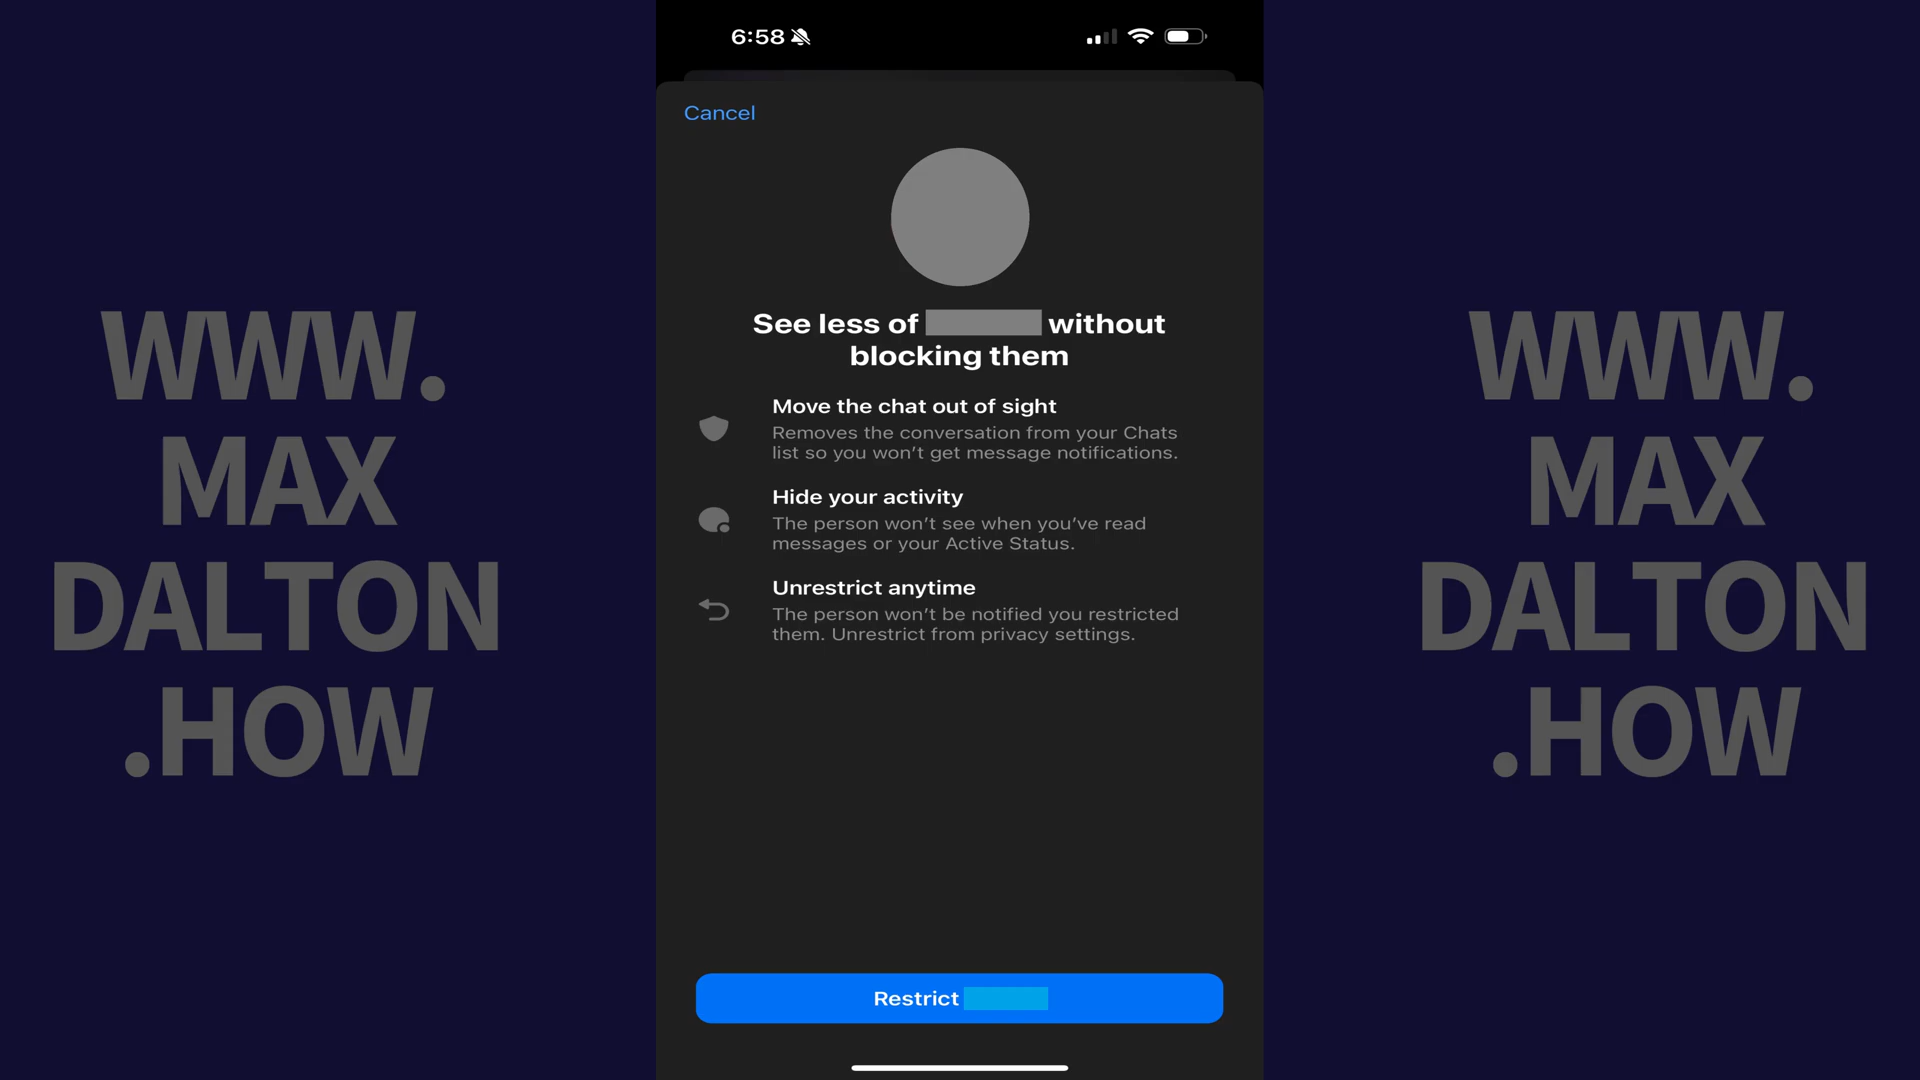 WWW.
MAX
DALTON
.HOW
6:58
Cancel
See less of without
blocking them
Move the chat out of sight
Removes the conversation from your Chats
list so you won't get message notifications.
Hide your activity
The person won't see when you've read
messages or your Active Status.
Unrestrict anytime
The person won't be notified you restricted
them. Unrestrict from privacy settings.
Restrict
WWW.
MAX
DALTON
.HOW